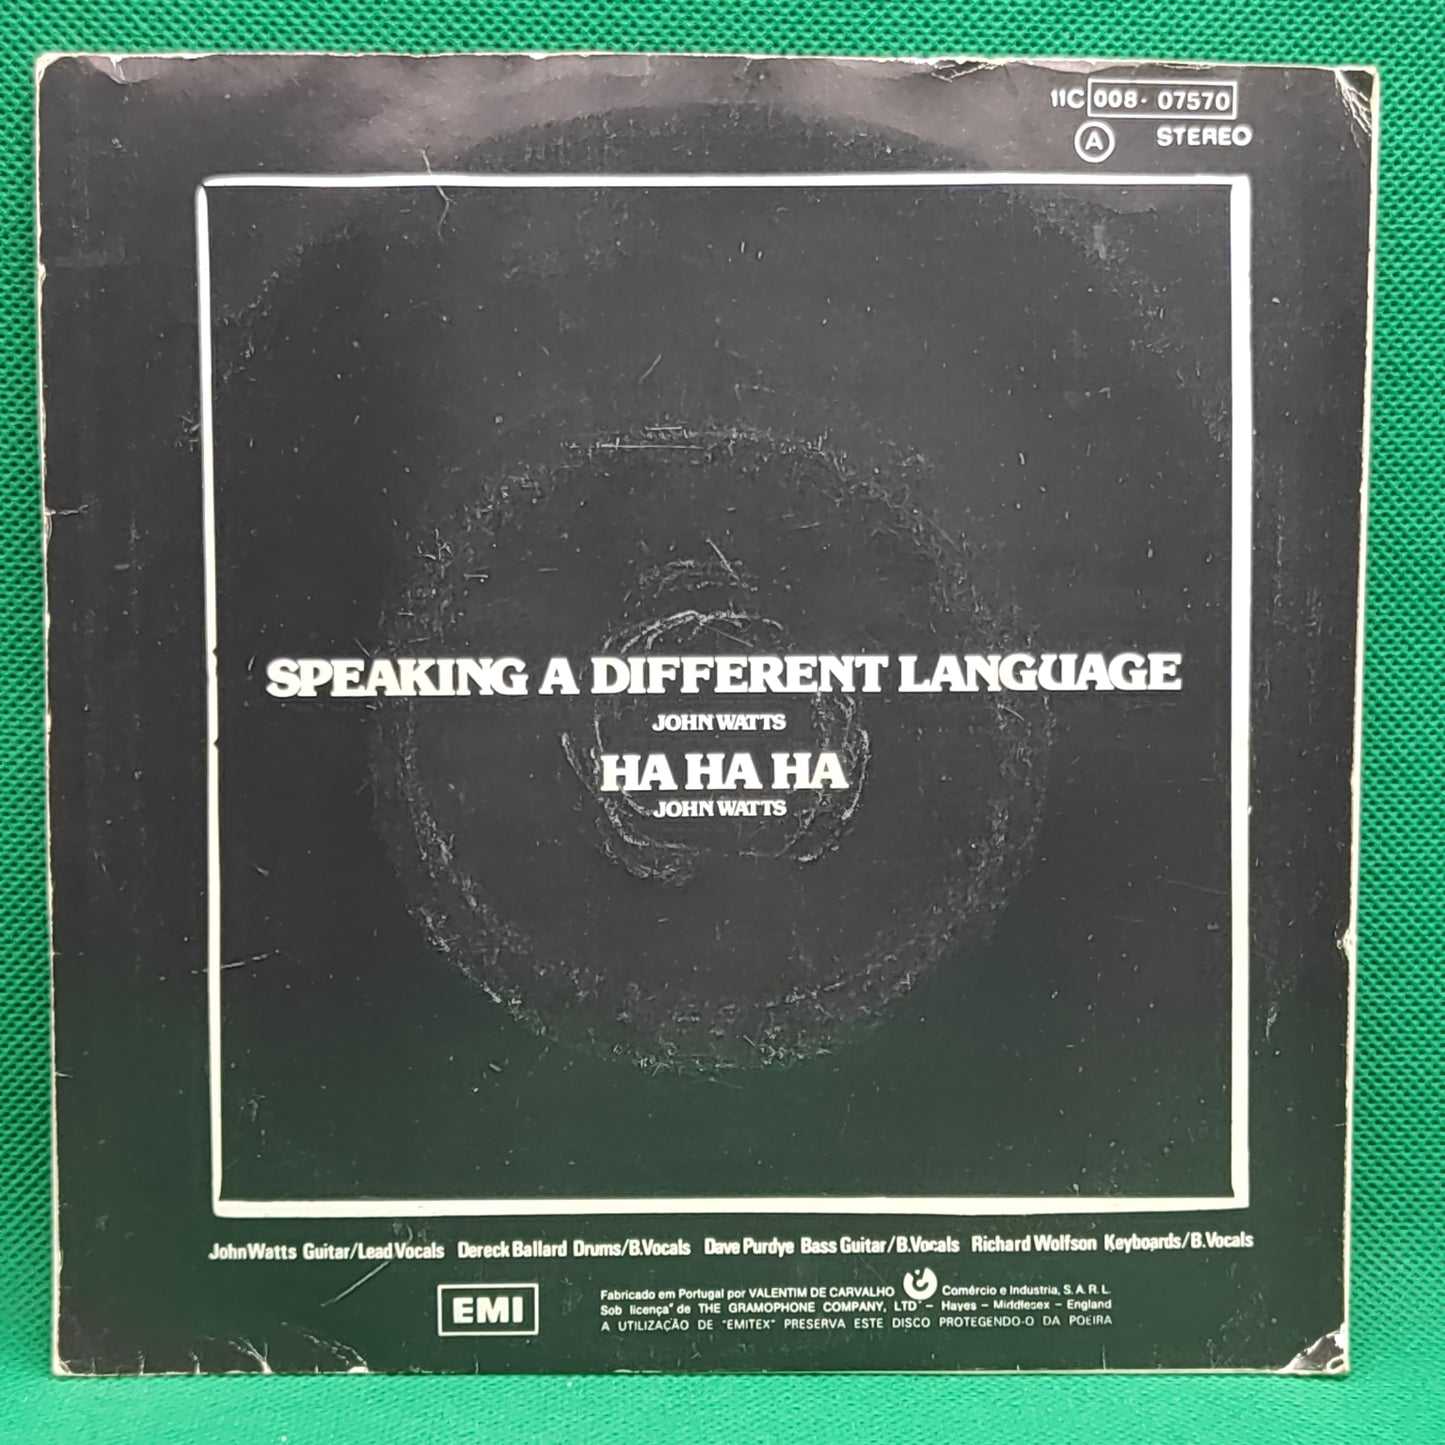 11C 008-07570
A STEREO
SPEAKING A DIFFERENT LANGUAGE
JOHN WATTS
HA HA HA
JOHN WATTS
John Watts Guitar/Lead Vocals Dereck Ballard Drums/B.Vocals Dave Purdye Bass Guitar/B.Vocals Richard Wolfson Keyboards/B.Vocals
EMI
Fabricado em Portugal por VALENTIM DE CARVALHO Comércio e Industria, S.A.R.L.
Sob licença de THE GRAMOPHONE COMPANY, LTD - Hayes - Middlesex - England
A UTILIZAÇÃO DE "EMITEX" PRESERVA ESTE DISCO PROTEGENDO-O DA POEIRA